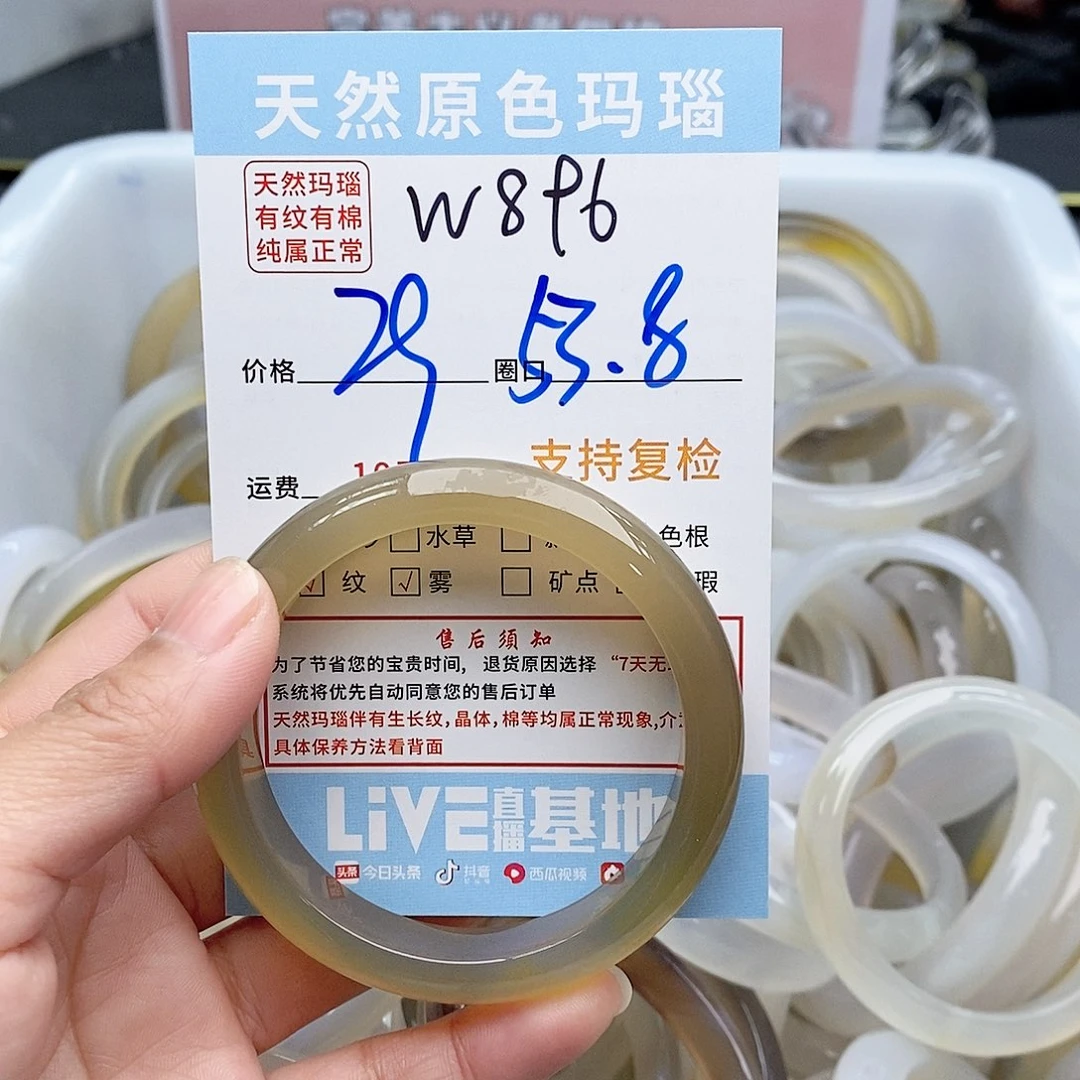 天然原色玛瑙
天然玛瑙
有纹有棉
纯属正常
W896
价格 29 圈口 53.8
支持复检
运费
水草 色根
√ 纹 √ 雾 矿点 瑕
售后须知
为了节省您的宝贵时间, 退货原因选择 “7天无
系统将优先自动同意您的售后订单
天然玛瑙伴有生长纹,晶体,棉等均属正常现象,介
具体保养方法看背面
LiVE直播基地
头条 今日头条 抖音 西瓜视频